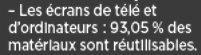 – Les écrans de télé et
d'ordinateurs : 93,05 % des
matériaux sont réutilisables.